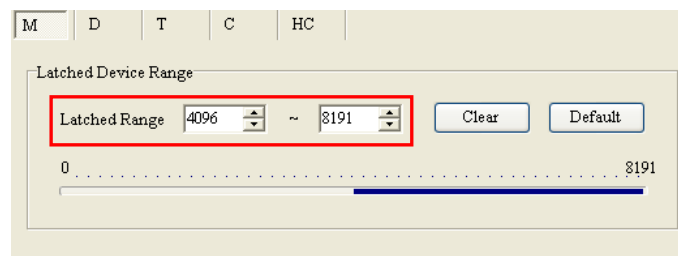 M D T C HC
Latched Device Range
Latched Range 4096 ~ 8191 Clear Default
0 8191